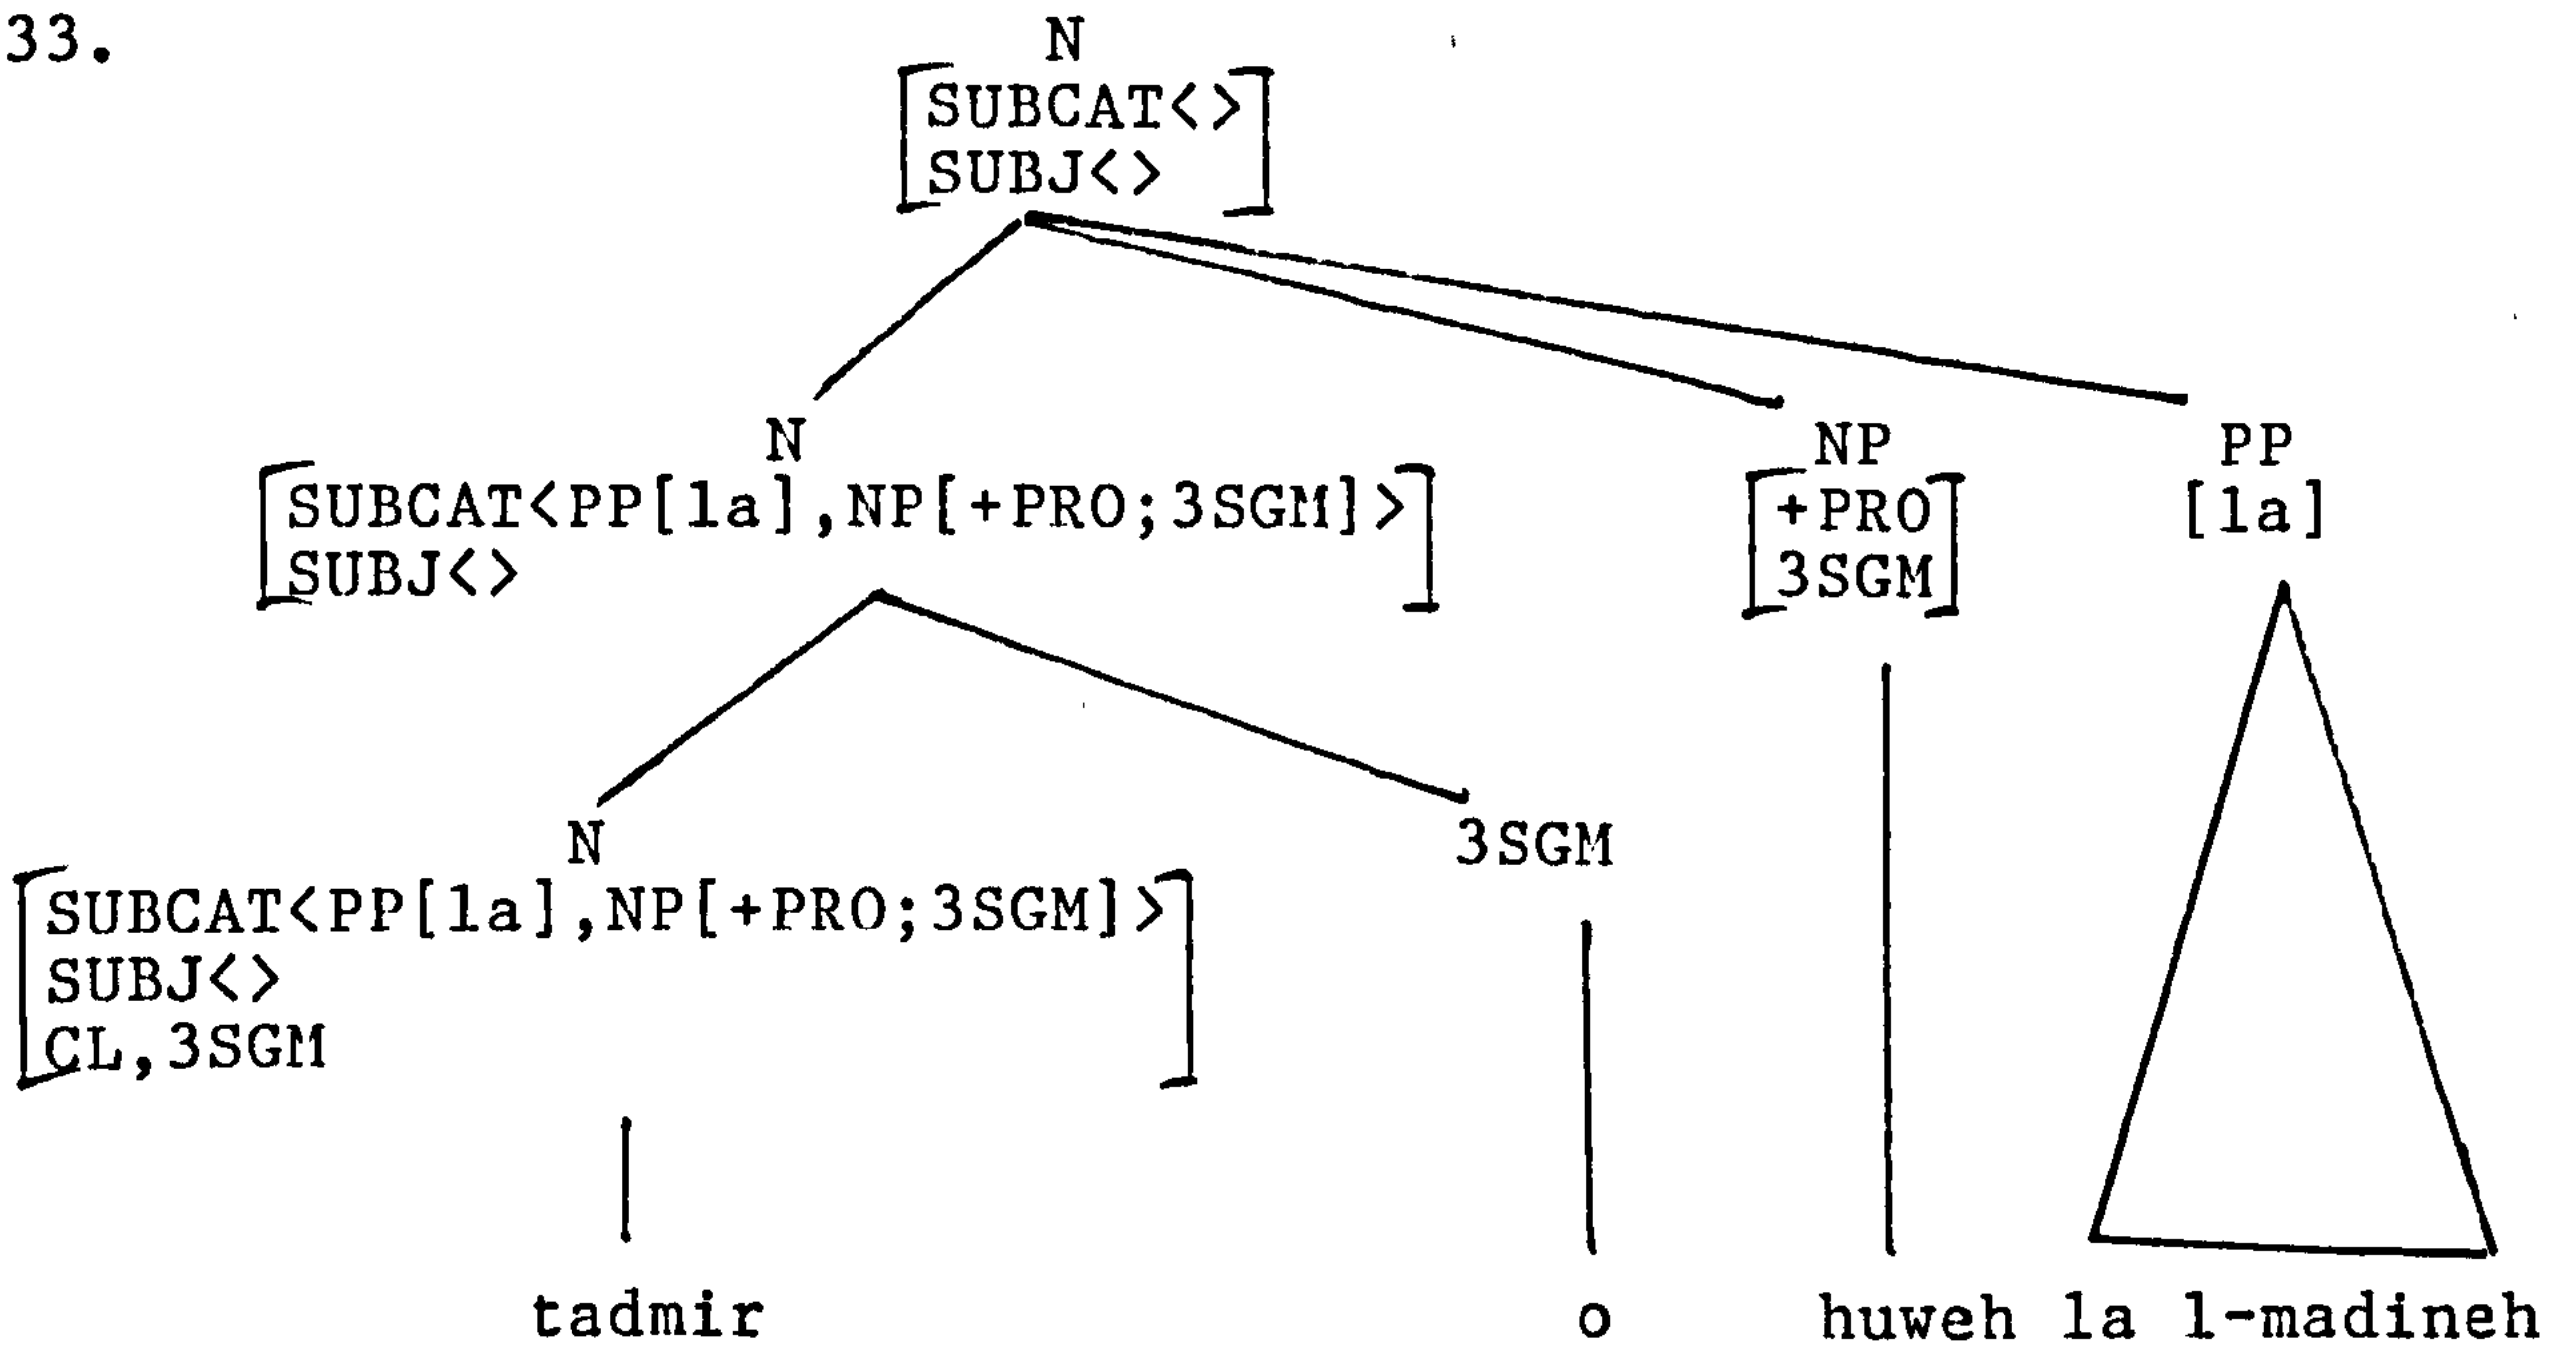 33.
N
SUBCAT<>
SUBJ<>
N NP PP
SUBCAT<PP[la],NP[+PRO;3SGM]> +PRO [la]
SUBJ<> 3SGM
N 3SGM
SUBCAT<PP[la],NP[+PRO;3SGM]>
SUBJ<>
CL,3SGM
tadmir o huweh la l-madineh